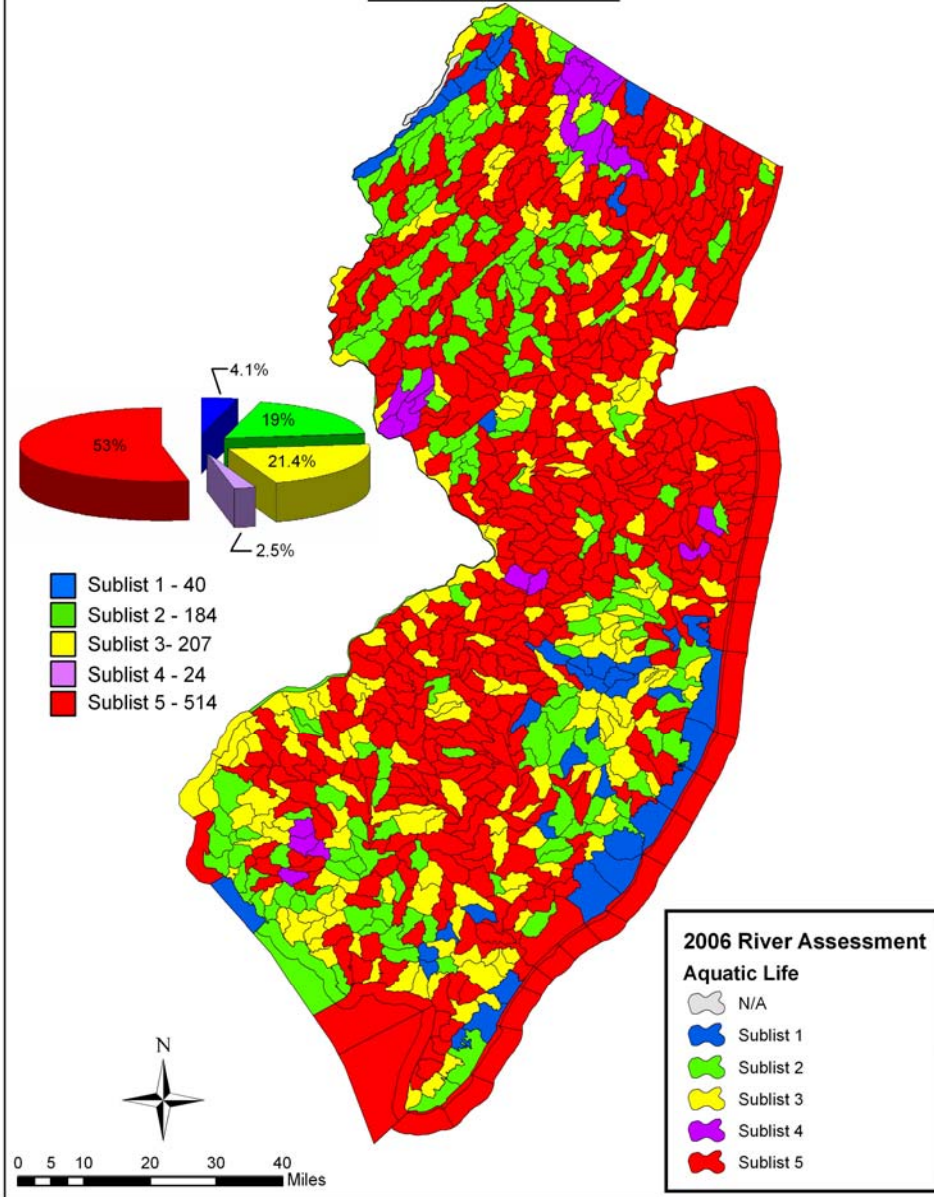 4.1%
19%
53%
21.4%
2.5%
Sublist 1 - 40
Sublist 2 - 184
Sublist 3- 207
Sublist 4 - 24
Sublist 5 - 514
2006 River Assessment
Aquatic Life
N/A
Sublist 1
Sublist 2
Sublist 3
Sublist 4
Sublist 5
N
0 5 10 20 30 40
Miles